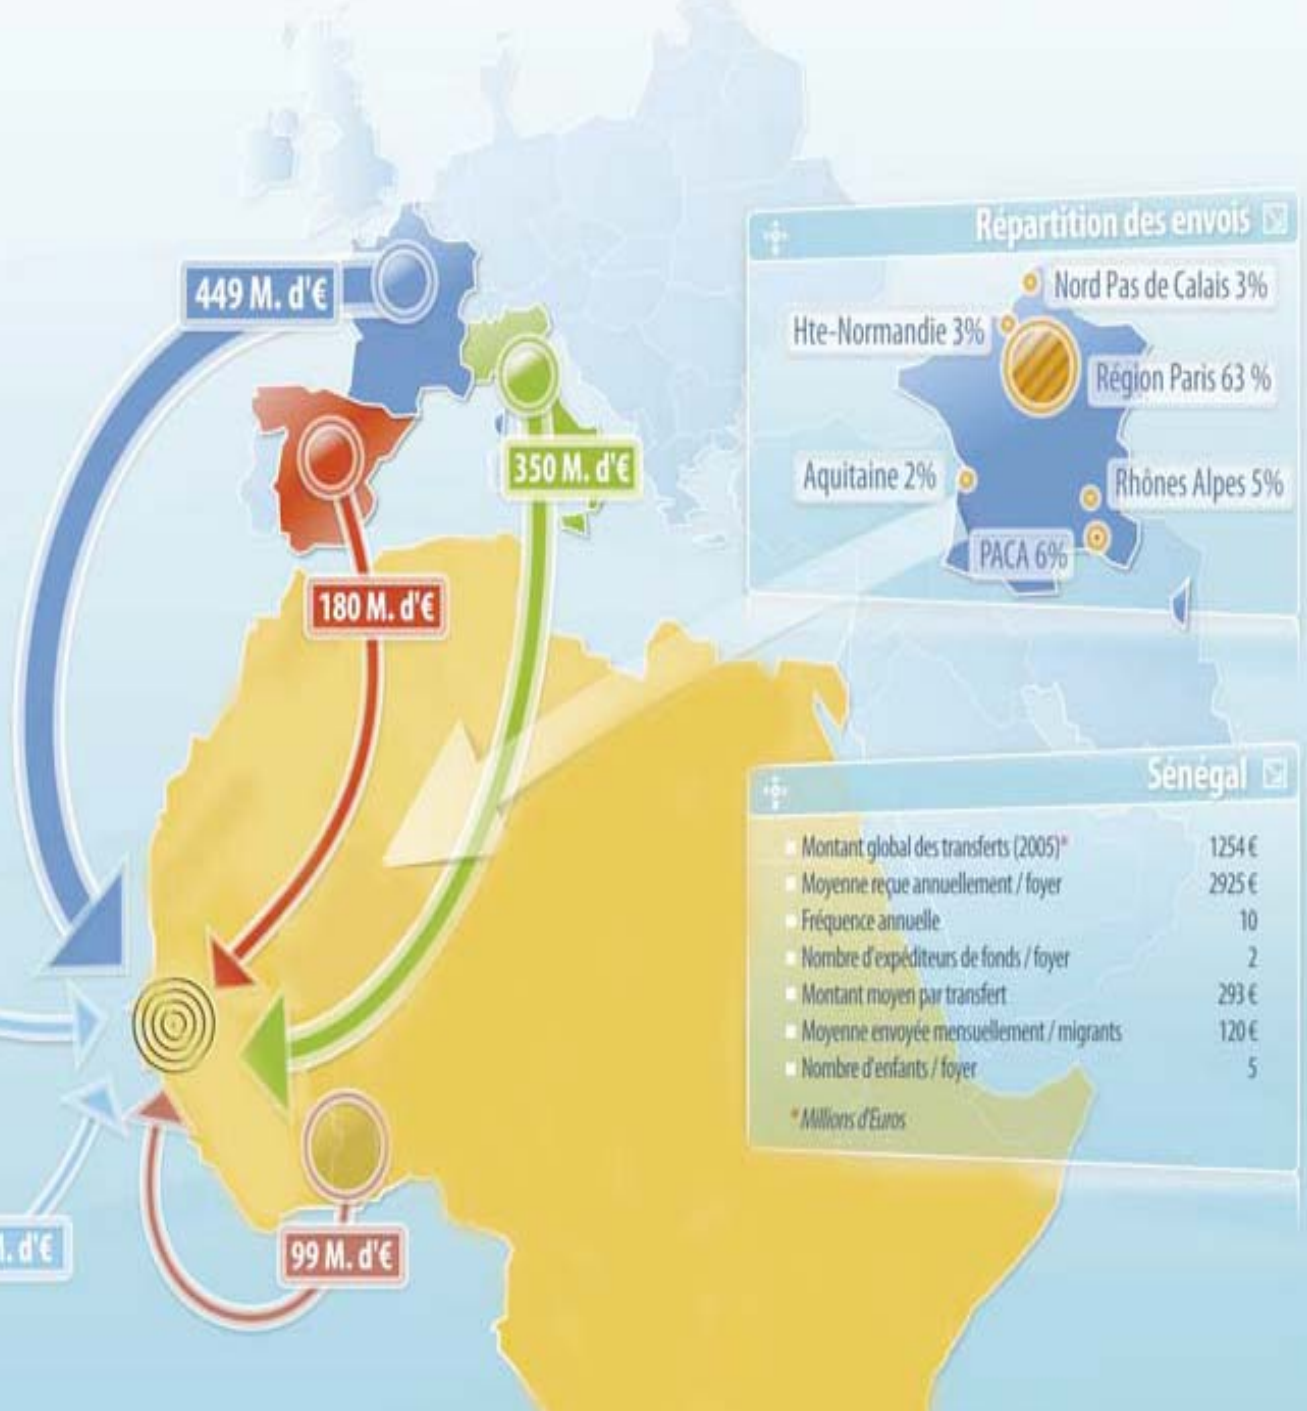 449 M. d'€
350 M. d'€
180 M. d'€
99 M. d'€
. d'€
Répartition des envois
Nord Pas de Calais 3%
Hte-Normandie 3%
Région Paris 63 %
Aquitaine 2%
Rhônes Alpes 5%
PACA 6%
Sénégal
Montant global des transferts (2005)* 1254 €
Moyenne reçue annuellement / foyer 2925 €
Fréquence annuelle 10
Nombre d'expéditeurs de fonds / foyer 2
Montant moyen par transfert 293 €
Moyenne envoyée mensuellement / migrants 120 €
Nombre d'enfants / foyer 5
* Millions d'Euros